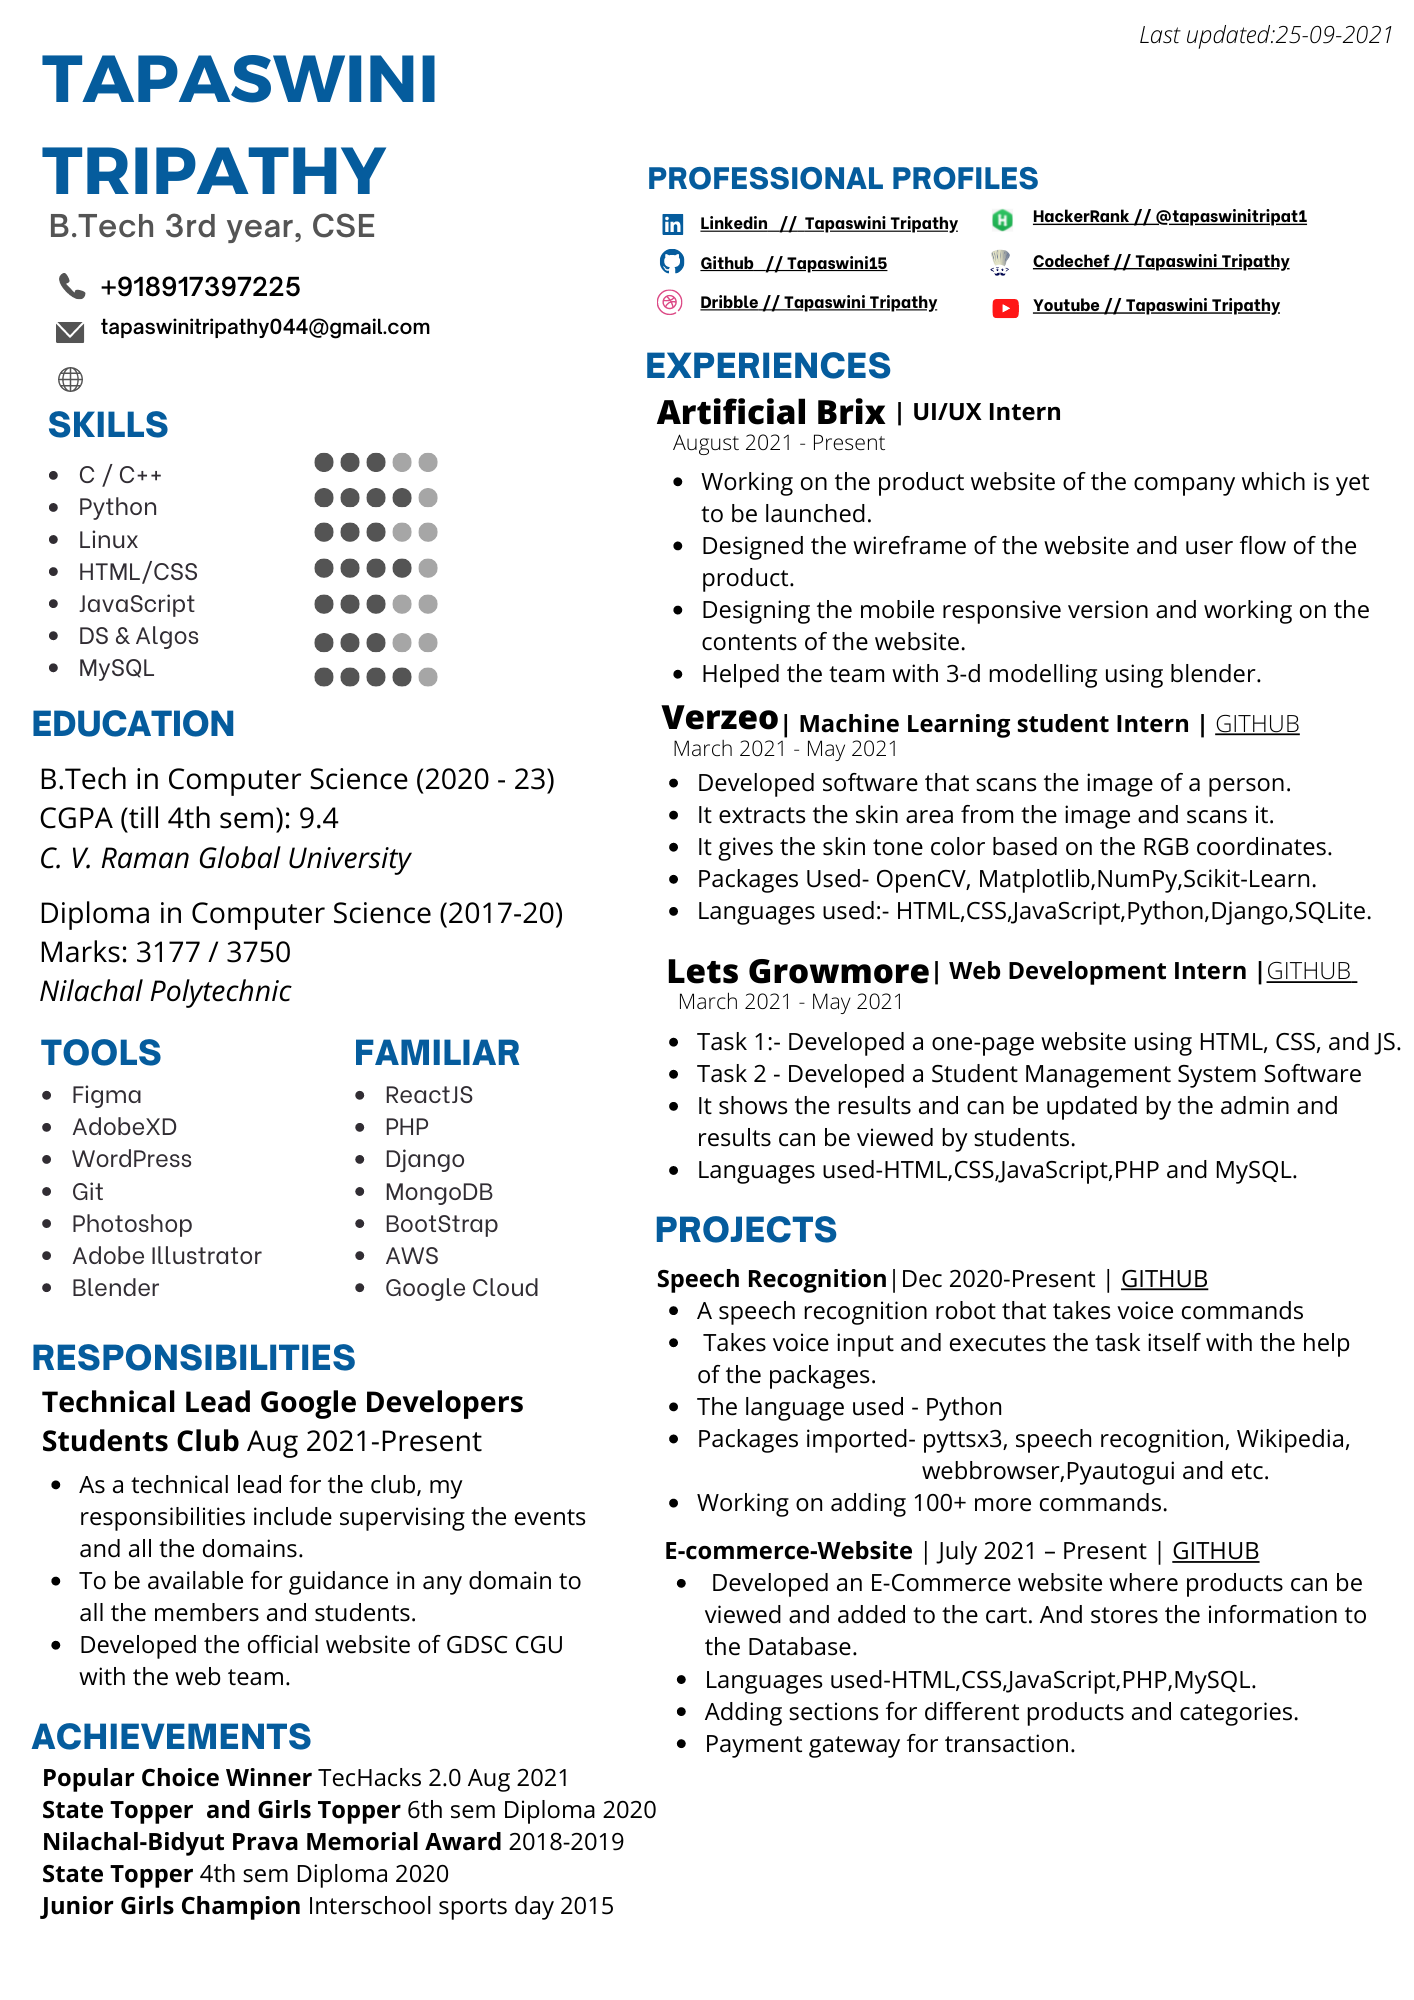 Last updated:25-09-2021
TAPASWINI
TRIPATHY
B.Tech 3rd year, CSE
+918917397225
tapaswinitripathy044@gmail.com
SKILLS
• C / C++
• Python
• Linux
• HTML/CSS
• JavaScript
• DS & Algos
• MySQL
EDUCATION
B.Tech in Computer Science (2020 - 23)
CGPA (till 4th sem): 9.4
C. V. Raman Global University
Diploma in Computer Science (2017-20)
Marks: 3177 / 3750
Nilachal Polytechnic
TOOLS
• Figma
• AdobeXD
• WordPress
• Git
• Photoshop
• Adobe Illustrator
• Blender
FAMILIAR
• ReactJS
• PHP
• Django
• MongoDB
• BootStrap
• AWS
• Google Cloud
RESPONSIBILITIES
Technical Lead Google Developers
Students Club Aug 2021-Present
• As a technical lead for the club, my
responsibilities include supervising the events
and all the domains.
• To be available for guidance in any domain to
all the members and students.
• Developed the official website of GDSC CGU
with the web team.
ACHIEVEMENTS
Popular Choice Winner TecHacks 2.0 Aug 2021
State Topper and Girls Topper 6th sem Diploma 2020
Nilachal-Bidyut Prava Memorial Award 2018-2019
State Topper 4th sem Diploma 2020
Junior Girls Champion Interschool sports day 2015
PROFESSIONAL PROFILES
Linkedin // Tapaswini Tripathy
Github // Tapaswini15
Dribble // Tapaswini Tripathy
HackerRank // @tapaswinitripat1
Codechef // Tapaswini Tripathy
Youtube // Tapaswini Tripathy
EXPERIENCES
Artificial Brix | UI/UX Intern
August 2021 - Present
• Working on the product website of the company which is yet
to be launched.
• Designed the wireframe of the website and user flow of the
product.
• Designing the mobile responsive version and working on the
contents of the website.
• Helped the team with 3-d modelling using blender.
Verzeo| Machine Learning student Intern | GITHUB
March 2021 - May 2021
• Developed software that scans the image of a person.
• It extracts the skin area from the image and scans it.
• It gives the skin tone color based on the RGB coordinates.
• Packages Used- OpenCV, Matplotlib,NumPy,Scikit-Learn.
• Languages used:- HTML,CSS,JavaScript,Python,Django,SQLite.
Lets Growmore| Web Development Intern |GITHUB
March 2021 - May 2021
• Task 1:- Developed a one-page website using HTML, CSS, and JS.
• Task 2 - Developed a Student Management System Software
• It shows the results and can be updated by the admin and
results can be viewed by students.
• Languages used-HTML,CSS,JavaScript,PHP and MySQL.
PROJECTS
Speech Recognition|Dec 2020-Present | GITHUB
• A speech recognition robot that takes voice commands
• Takes voice input and executes the task itself with the help
of the packages.
• The language used - Python
• Packages imported- pyttsx3, speech recognition, Wikipedia,
webbrowser,Pyautogui and etc.
• Working on adding 100+ more commands.
E-commerce-Website | July 2021 – Present | GITHUB
• Developed an E-Commerce website where products can be
viewed and added to the cart. And stores the information to
the Database.
• Languages used-HTML,CSS,JavaScript,PHP,MySQL.
• Adding sections for different products and categories.
• Payment gateway for transaction.